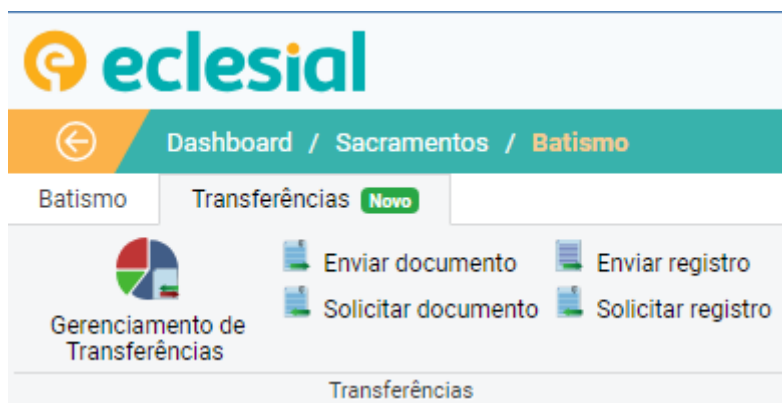 eclesial
Dashboard / Sacramentos / Batismo
Batismo Transferências Novo
Enviar documento Enviar registro
Solicitar documento Solicitar registro
Gerenciamento de
Transferências
Transferências